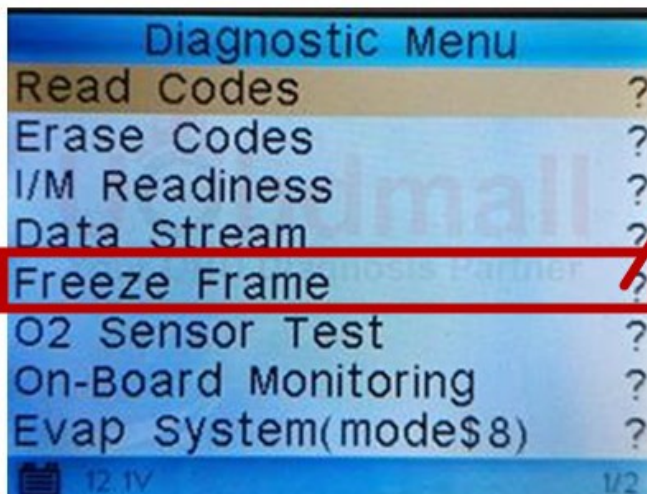 Diagnostic Menu
Read Codes ?
Erase Codes ?
I/M Readiness ?
Data Stream ?
Freeze Frame ?
O2 Sensor Test ?
On-Board Monitoring ?
Evap System(mode$8) ?
12.1V 1/2